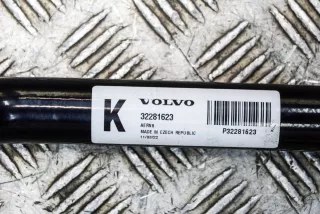 K
VOLVO
32281623
MADE IN CZECH REPUBLIC
P32281623